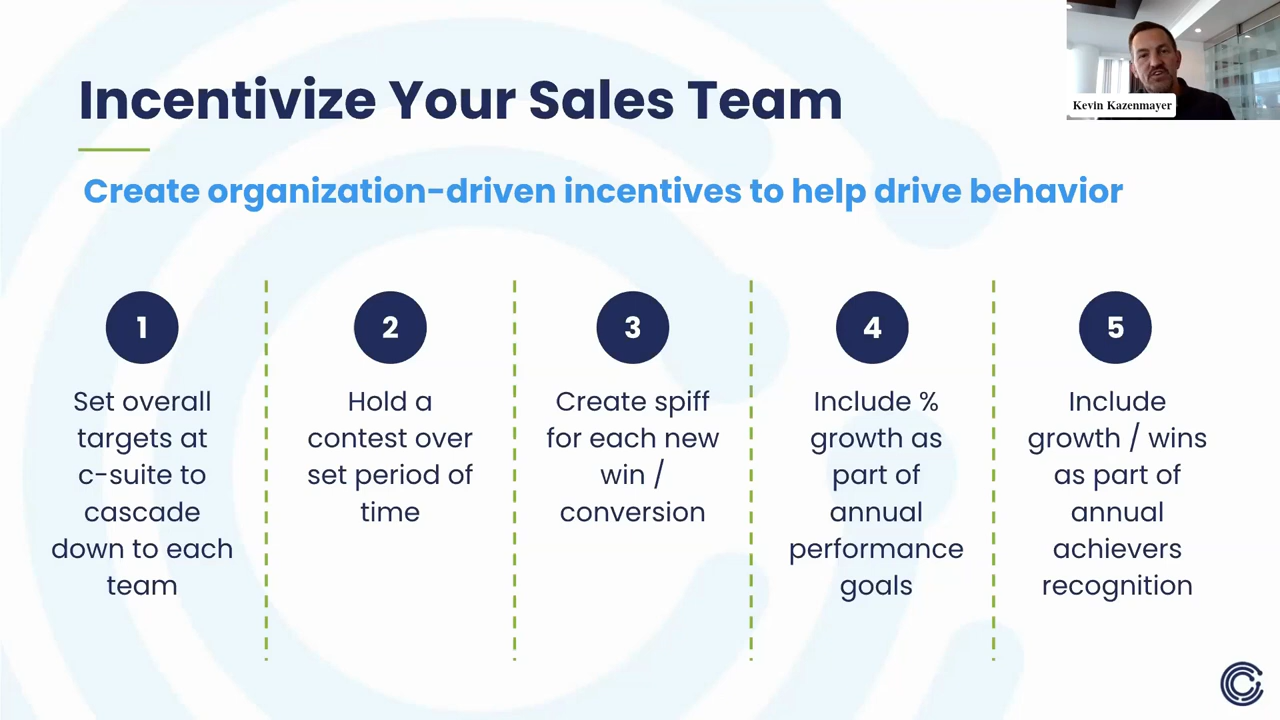 Incentivize Your Sales Team
Kevin Kazenmayer
Create organization-driven incentives to help drive behavior
1
Set overall
targets at
c-suite to
cascade
down to each
team
2
Hold a
contest over
set period of
time
3
Create spiff
for each new
win /
conversion
4
Include %
growth as
part of
annual
performance
goals
5
Include
growth / wins
as part of
annual
achievers
recognition